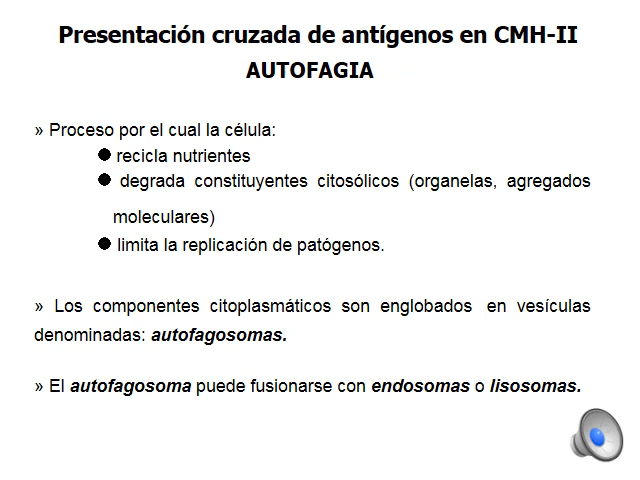 Presentación cruzada de antígenos en CMH-II
AUTOFAGIA
» Proceso por el cual la célula:
● recicla nutrientes
● degrada constituyentes citosólicos (organelas, agregados
moleculares)
● limita la replicación de patógenos.
» Los componentes citoplasmáticos son englobados en vesículas
denominadas: autofagosomas.
» El autofagosoma puede fusionarse con endosomas o lisosomas.